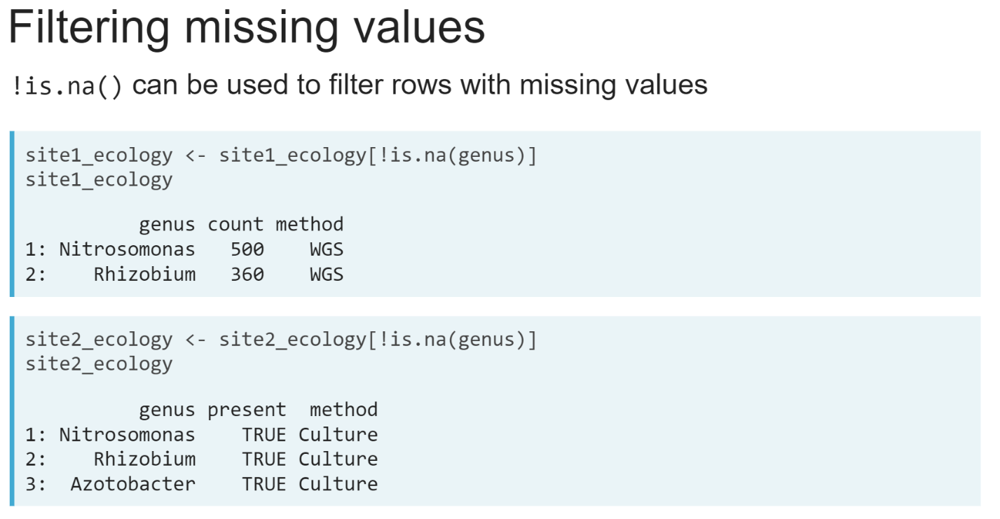 Filtering missing values
!is.na() can be used to filter rows with missing values
site1_ecology <- site1_ecology[!is.na(genus)]
site1_ecology
          genus count method
1: Nitrosomonas   500    WGS
2:    Rhizobium   360    WGS
site2_ecology <- site2_ecology[!is.na(genus)]
site2_ecology
          genus present  method
1: Nitrosomonas    TRUE Culture
2:    Rhizobium    TRUE Culture
3:  Azotobacter    TRUE Culture